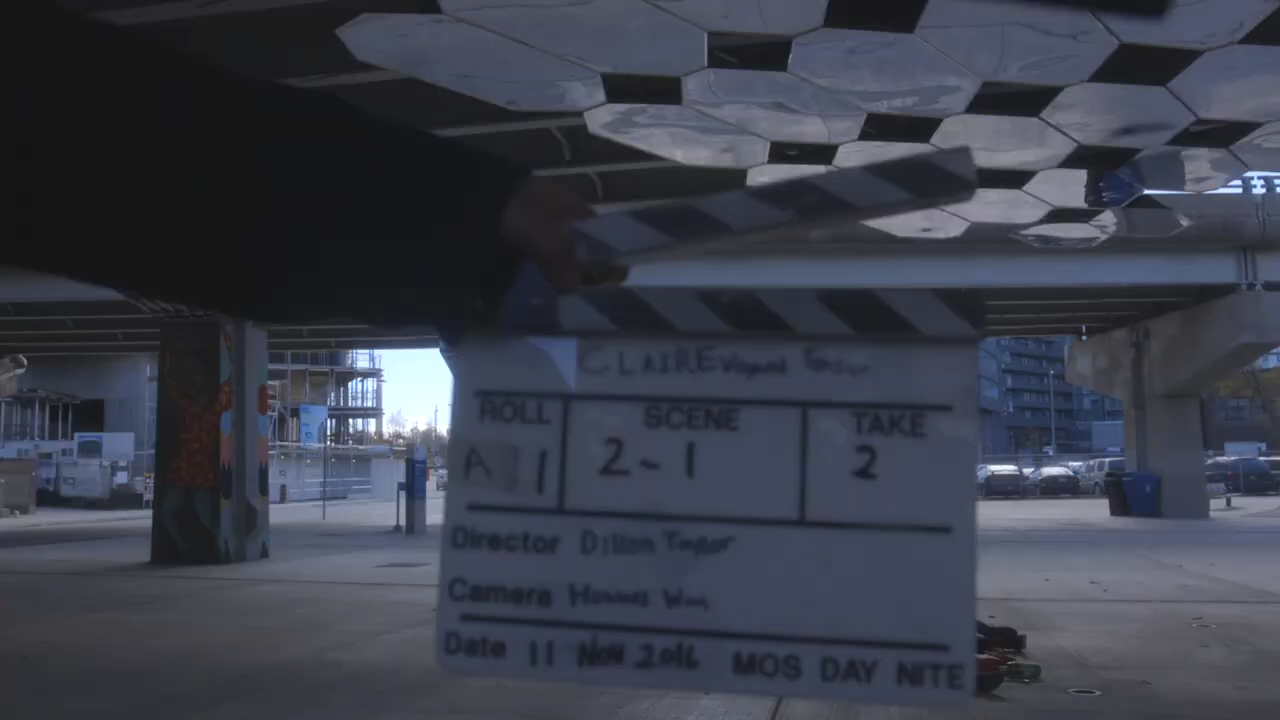 CLAIRE
ROLL SCENE TAKE
A 1 2-1 2
Director Dillon Taylor
Camera
Date 11 NOV 2016 MOS DAY NITE